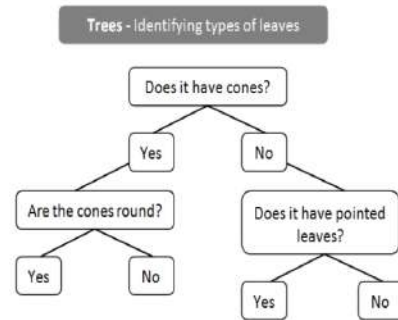 Trees - Identifying types of leaves
Does it have cones?
Yes
No
Are the cones round?
Does it have pointed
leaves?
Yes
No
Yes
No